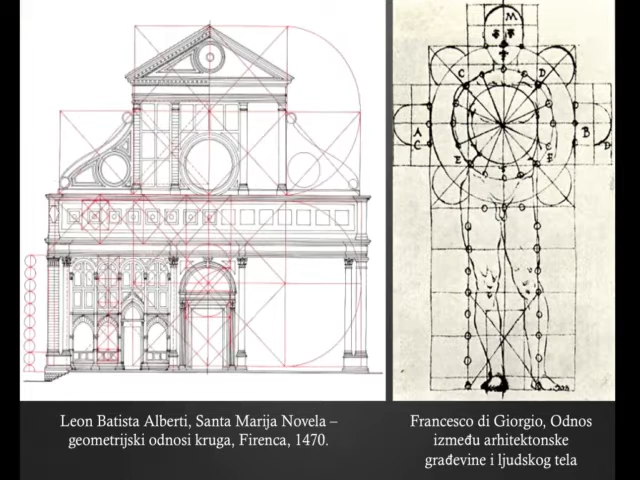 M
C D
A B
C D
E E
Leon Batista Alberti, Santa Marija Novela –
geometrijski odnosi kruga, Firenca, 1470.
Francesco di Giorgio, Odnos
između arhitektonske
građevine i ljudskog tela